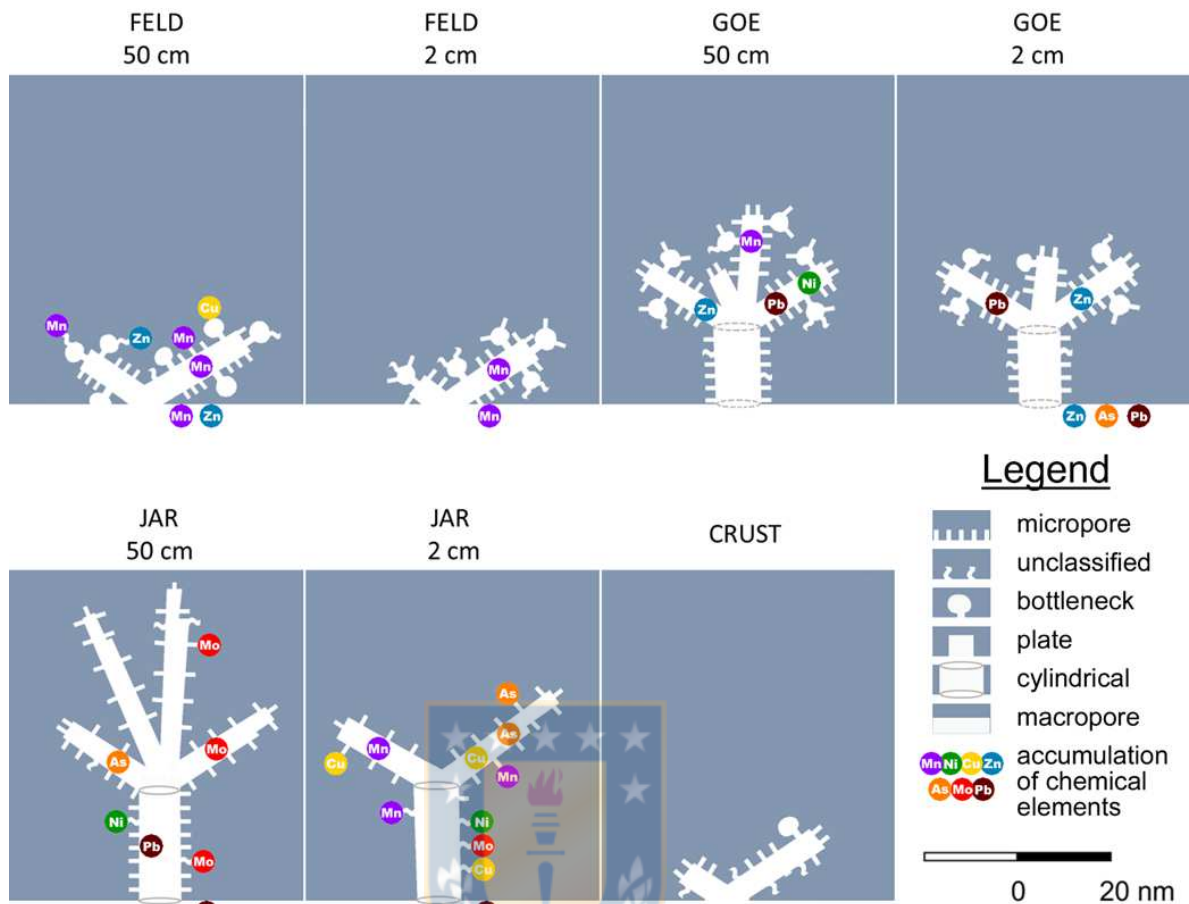 FELD
50 cm
FELD
2 cm
GOE
50 cm
GOE
2 cm
Cu
Mn
Zn
Mn
Mn
Mn
Zn
Mn
Mn
Mn
Ni
Zn
Pb
Pb
Zn
Zn
As
Pb
JAR
50 cm
JAR
2 cm
CRUST
Mo
As
Mo
Ni
Pb
Mo
As
As
Mn
Cu
Cu
Mn
Mn
Ni
Mo
Cu
Legend
micropore
unclassified
bottleneck
plate
cylindrical
macropore
Mn Ni Cu Zn
As Mo Pb
accumulation
of chemical
elements
0 20 nm